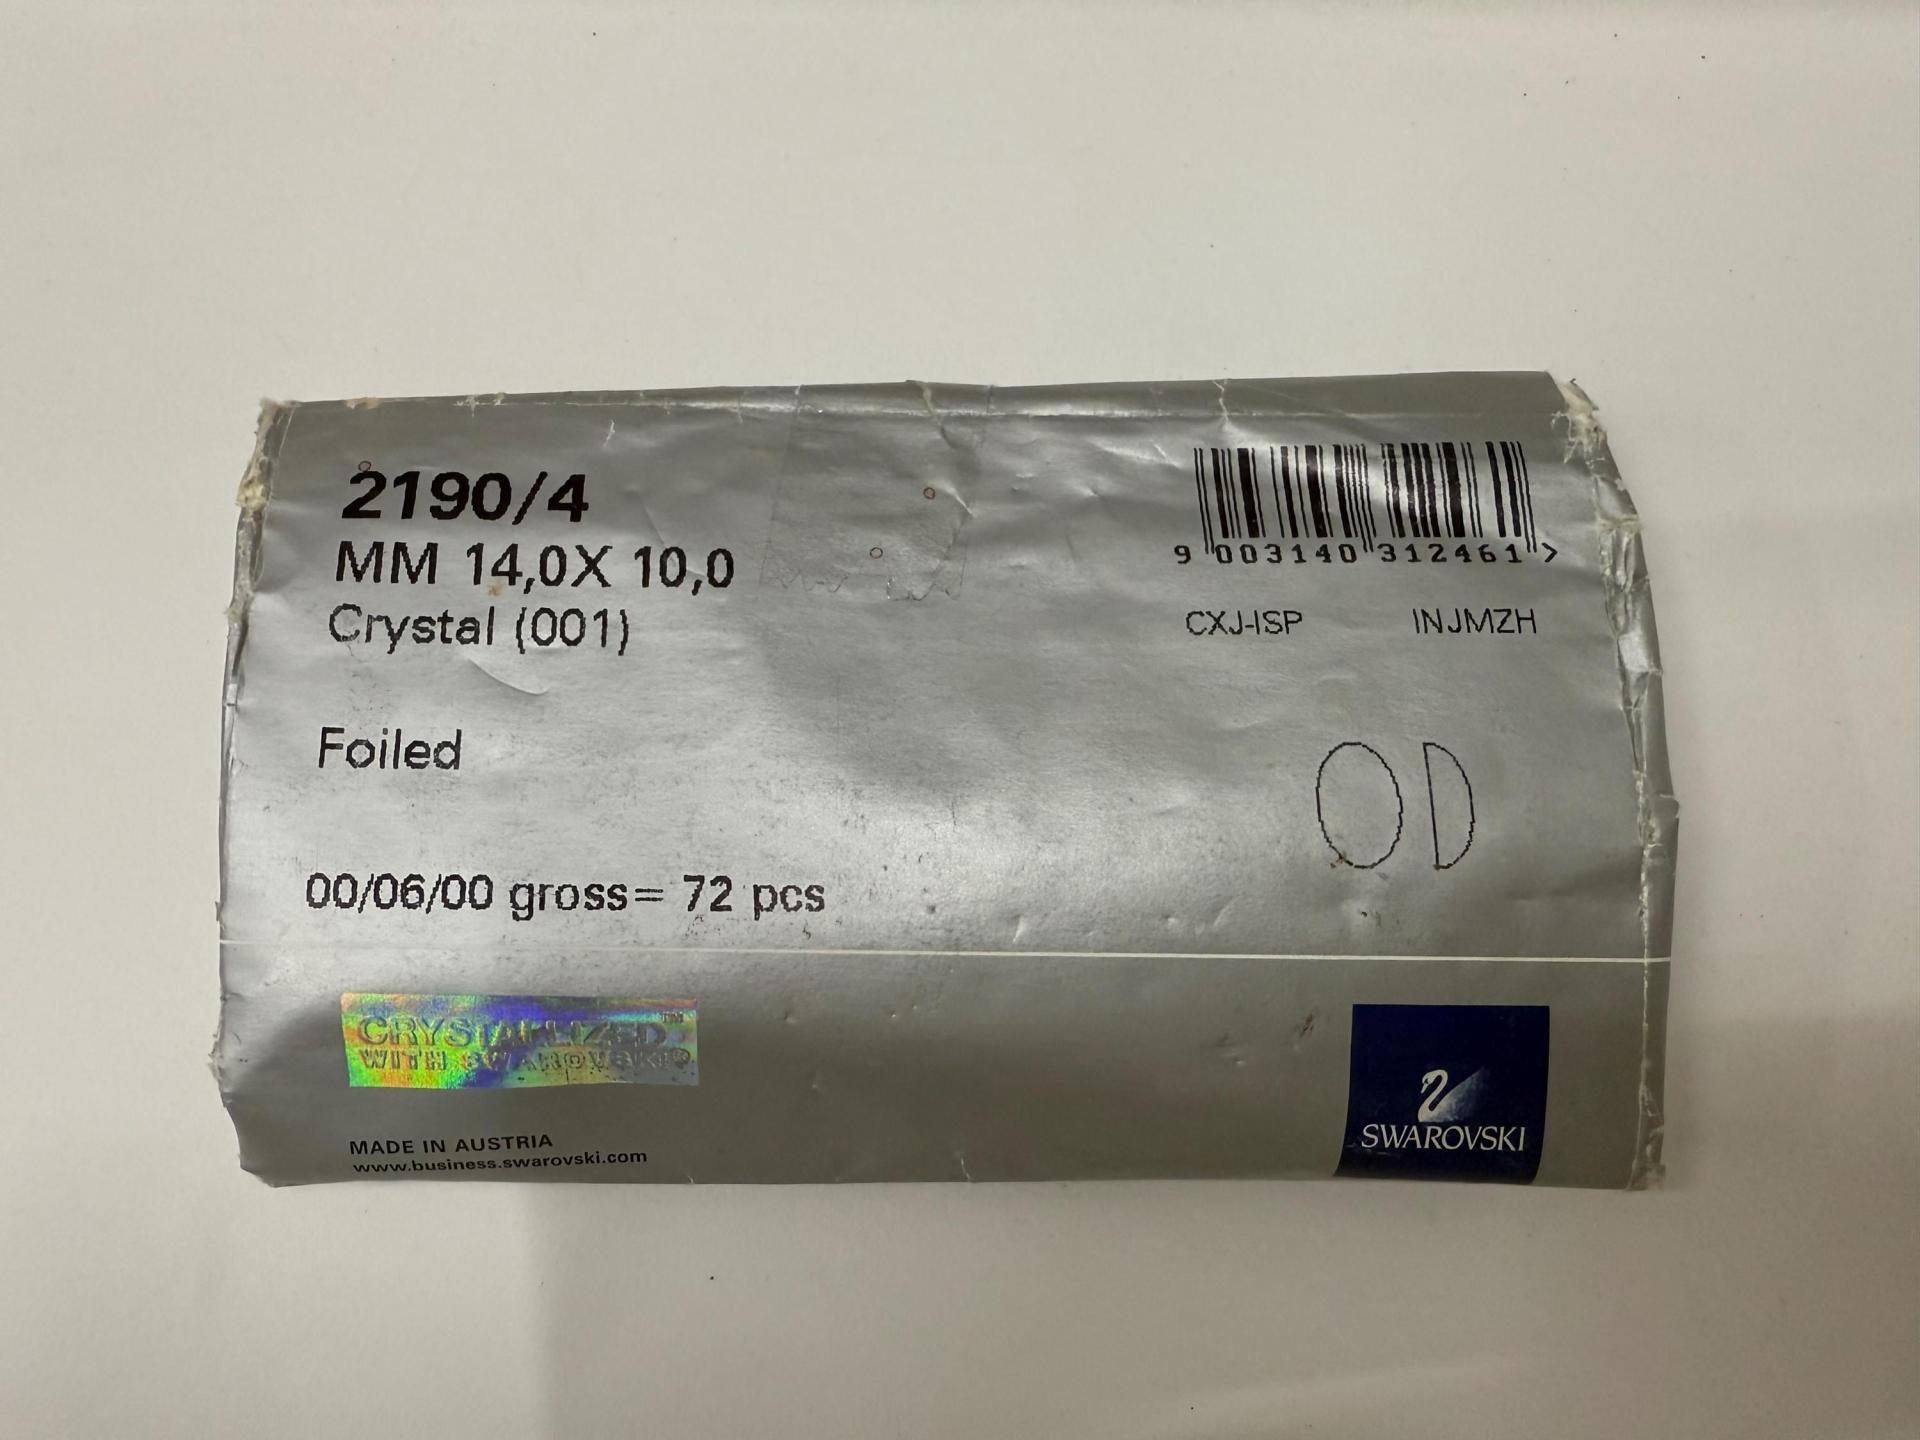 2190/4
MM 14,0X 10,0
Crystal (001)
Foiled
00/06/00 gross= 72 pcs
9 003140 312461 >
CXJ-ISP INJMZH
CRYSTALLIZED™
WITH SWAROVSKI®
MADE IN AUSTRIA
www.business.swarovski.com
SWAROVSKI